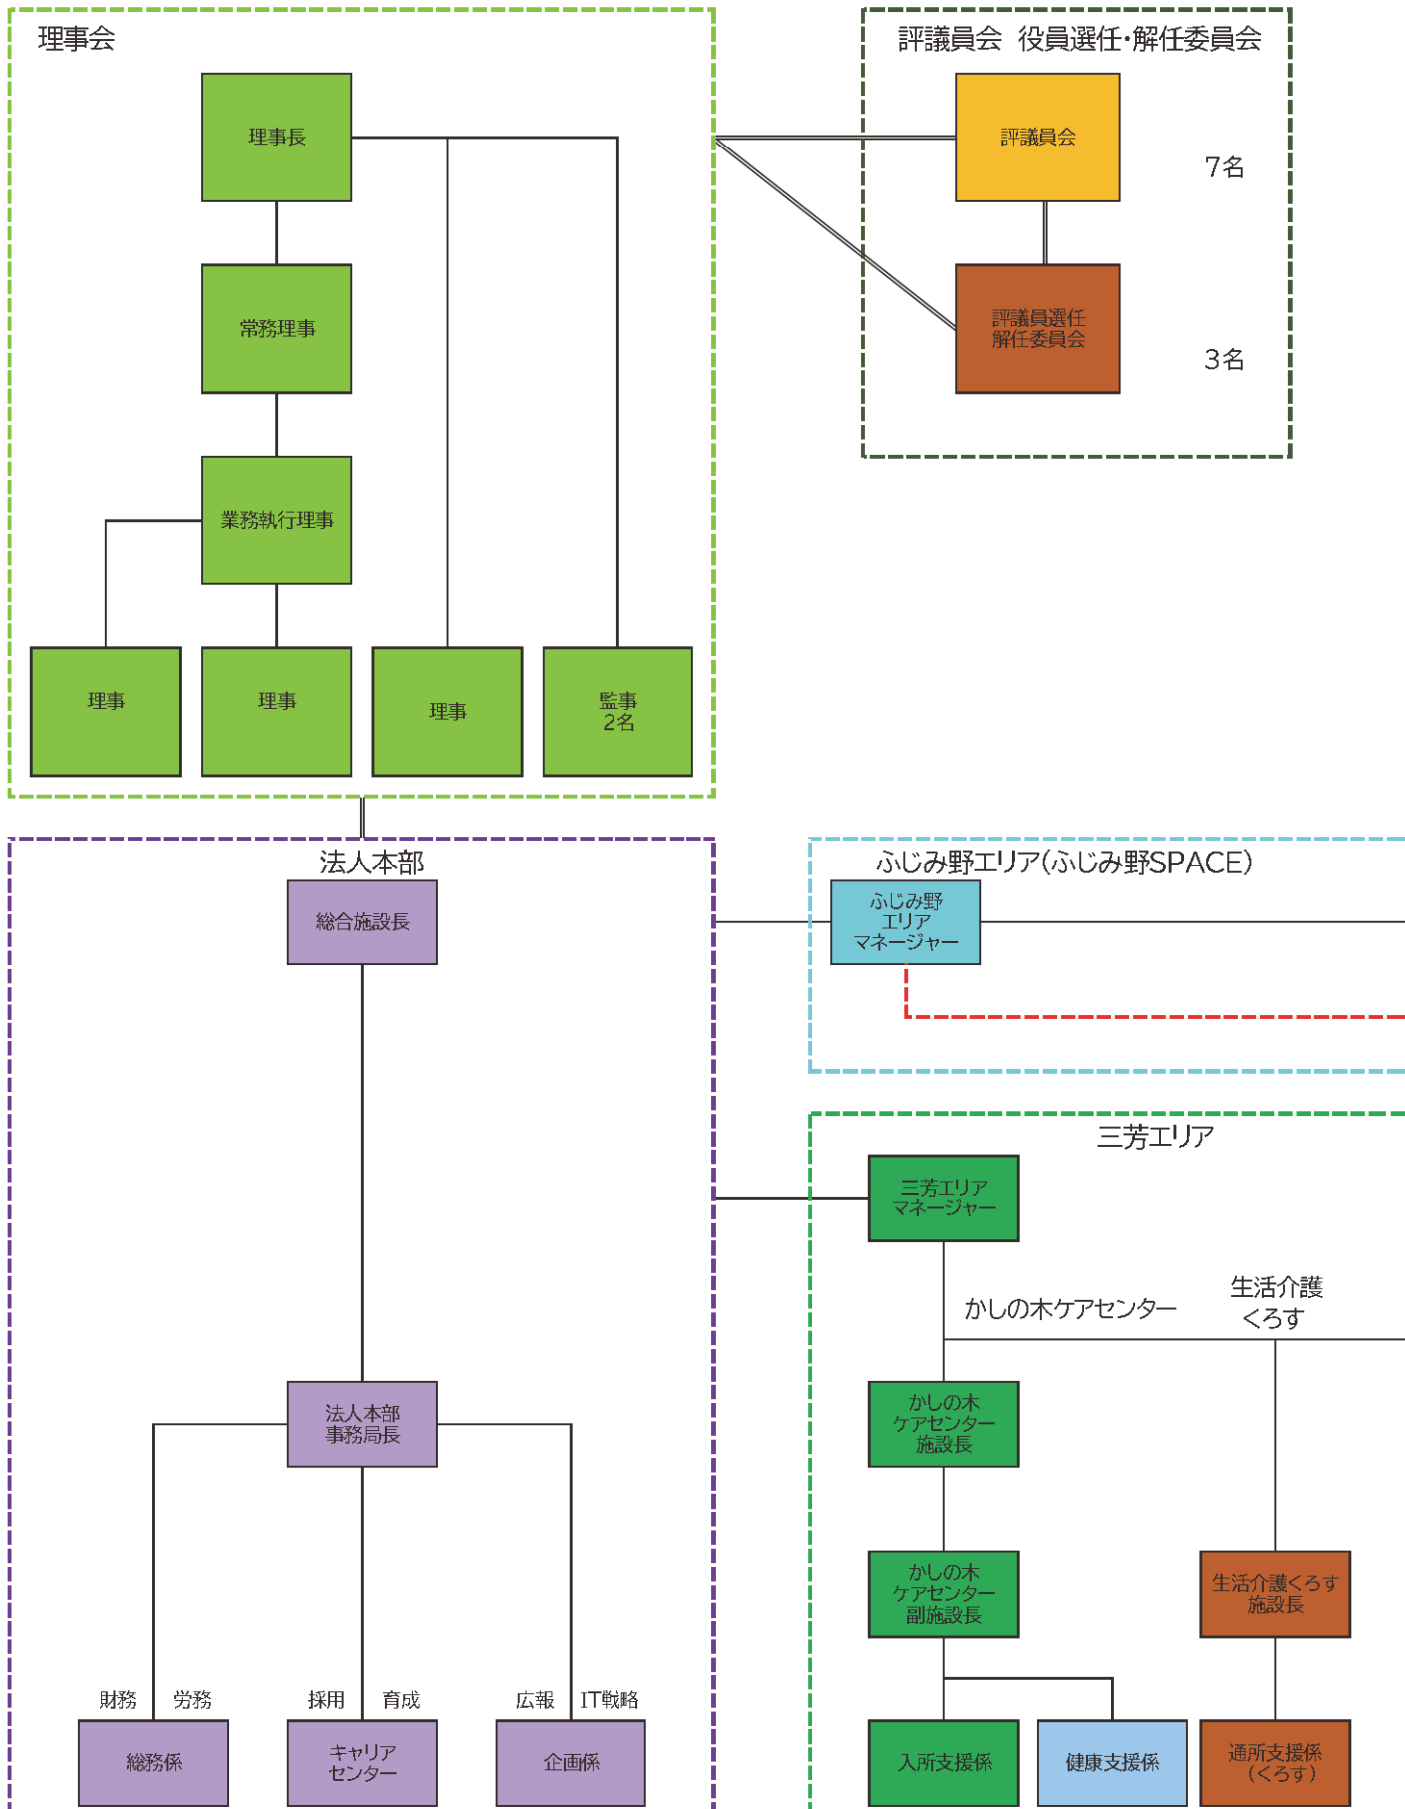 理事会
理事長
常務理事
業務執行理事
理事
理事
理事
監事
2名
評議員会 役員選任・解任委員会
評議員会
7名
評議員選任
解任委員会
3名
法人本部
総合施設長
法人本部
事務局長
財務 労務
採用 育成
広報 IT戦略
総務係
キャリア
センター
企画係
ふじみ野エリア(ふじみ野SPACE)
ふじみ野
エリア
マネージャー
三芳エリア
三芳エリア
マネージャー
かしの木ケアセンター
生活介護
くろす
かしの木
ケアセンター
施設長
かしの木
ケアセンター
副施設長
生活介護くろす
施設長
入所支援係
健康支援係
通所支援係
(くろす)